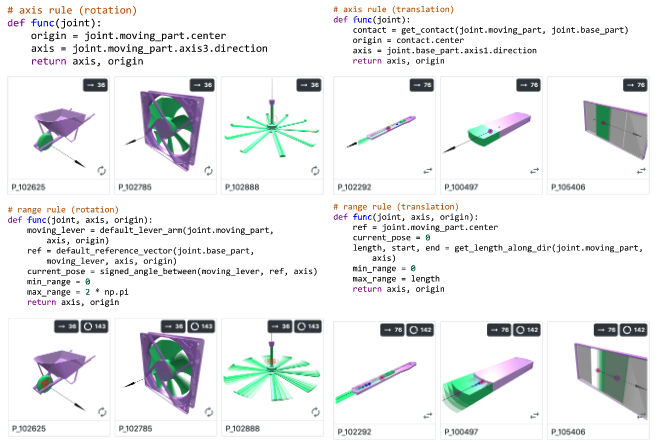 # axis rule (rotation)
def func(joint):
origin = joint.moving_part.center
axis = joint.moving_part.axis3.direction
return axis, origin
→ 36
→ 36
→ 36
P_102625
P_102785
P_102888
# axis rule (translation)
def func(joint):
contact = get_contact(joint.moving_part, joint.base_part)
origin = contact.center
axis = joint.base_part.axis1.direction
return axis, origin
→ 76
→ 76
→ 76
P_102292
P_100497
P_105406
# range rule (rotation)
def func(joint, axis, origin):
moving_lever = default_lever_arm(joint.moving_part,
axis, origin)
ref = default_reference_vector(joint.base_part,
moving_lever, axis, origin)
current_pose = signed_angle_between(moving_lever, ref, axis)
min_range = 0
max_range = 2 * np.pi
return axis, origin
→ 36 143
→ 36 143
→ 36 143
P_102625
P_102785
P_102888
# range rule (translation)
def func(joint, axis, origin):
ref = joint.moving_part.center
current_pose = 0
length, start, end = get_length_along_dir(joint.moving_part,
axis)
min_range = 0
max_range = length
return axis, origin
→ 76 142
→ 76 142
→ 76 142
P_102292
P_100497
P_105406